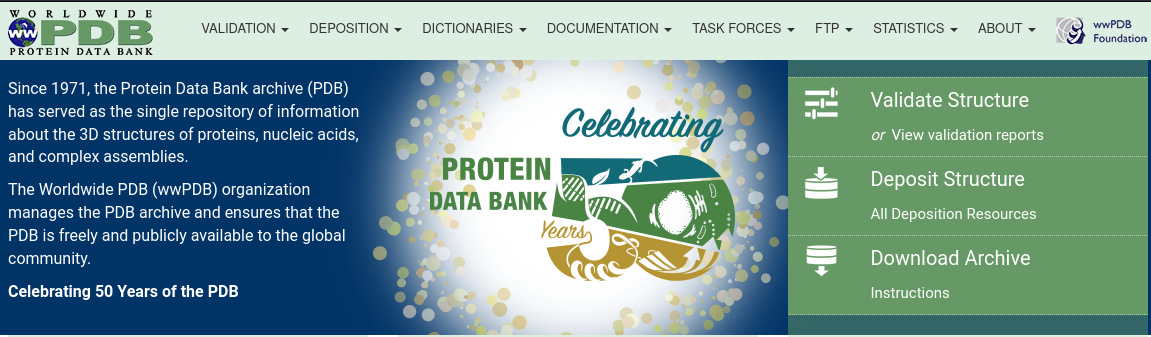 WORLDWIDE
PDB
PROTEIN DATA BANK
VALIDATION
DEPOSITION
DICTIONARIES
DOCUMENTATION
TASK FORCES
FTP
STATISTICS
ABOUT
wwPDB
Foundation
Since 1971, the Protein Data Bank archive (PDB)
has served as the single repository of information
about the 3D structures of proteins, nucleic acids,
and complex assemblies.
The Worldwide PDB (wwPDB) organization
manages the PDB archive and ensures that the
PDB is freely and publicly available to the global
community.
Celebrating 50 Years of the PDB
Celebrating
PROTEIN
DATA BANK
50
Years
Validate Structure
or View validation reports
Deposit Structure
All Deposition Resources
Download Archive
Instructions